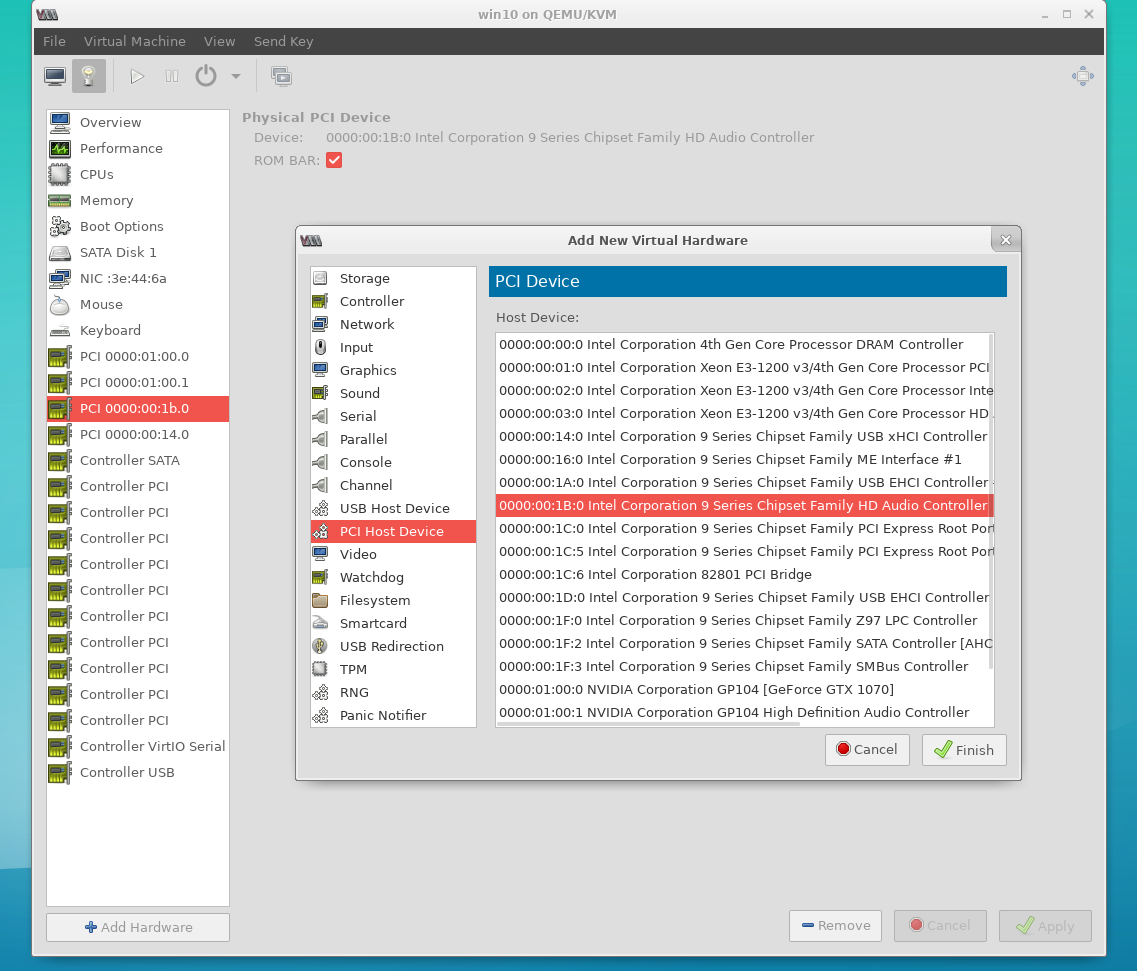 win10 on QEMU/KVM
File Virtual Machine View Send Key
Overview
Performance
CPUs
Memory
Boot Options
SATA Disk 1
NIC :3e:44:6a
Mouse
Keyboard
PCI 0000:01:00.0
PCI 0000:01:00.1
PCI 0000:00:1b.0
PCI 0000:00:14.0
Controller SATA
Controller PCI
Controller PCI
Controller PCI
Controller PCI
Controller PCI
Controller PCI
Controller PCI
Controller PCI
Controller PCI
Controller PCI
Controller VirtIO Serial
Controller USB
Add Hardware
Physical PCI Device
Device: 0000:00:1B:0 Intel Corporation 9 Series Chipset Family HD Audio Controller
ROM BAR:
Add New Virtual Hardware
Storage
Controller
Network
Input
Graphics
Sound
Serial
Parallel
Console
Channel
USB Host Device
PCI Host Device
Video
Watchdog
Filesystem
Smartcard
USB Redirection
TPM
RNG
Panic Notifier
PCI Device
Host Device:
0000:00:00:0 Intel Corporation 4th Gen Core Processor DRAM Controller
0000:00:01:0 Intel Corporation Xeon E3-1200 v3/4th Gen Core Processor PCI
0000:00:02:0 Intel Corporation Xeon E3-1200 v3/4th Gen Core Processor Inte
0000:00:03:0 Intel Corporation Xeon E3-1200 v3/4th Gen Core Processor HD
0000:00:14:0 Intel Corporation 9 Series Chipset Family USB xHCI Controller
0000:00:16:0 Intel Corporation 9 Series Chipset Family ME Interface #1
0000:00:1A:0 Intel Corporation 9 Series Chipset Family USB EHCI Controller
0000:00:1B:0 Intel Corporation 9 Series Chipset Family HD Audio Controller
0000:00:1C:0 Intel Corporation 9 Series Chipset Family PCI Express Root Port
0000:00:1C:5 Intel Corporation 9 Series Chipset Family PCI Express Root Port
0000:00:1C:6 Intel Corporation 82801 PCI Bridge
0000:00:1D:0 Intel Corporation 9 Series Chipset Family USB EHCI Controller
0000:00:1F:0 Intel Corporation 9 Series Chipset Family Z97 LPC Controller
0000:00:1F:2 Intel Corporation 9 Series Chipset Family SATA Controller [AHC
0000:00:1F:3 Intel Corporation 9 Series Chipset Family SMBus Controller
0000:01:00:0 NVIDIA Corporation GP104 [GeForce GTX 1070]
0000:01:00:1 NVIDIA Corporation GP104 High Definition Audio Controller
Cancel Finish
Remove Cancel Apply